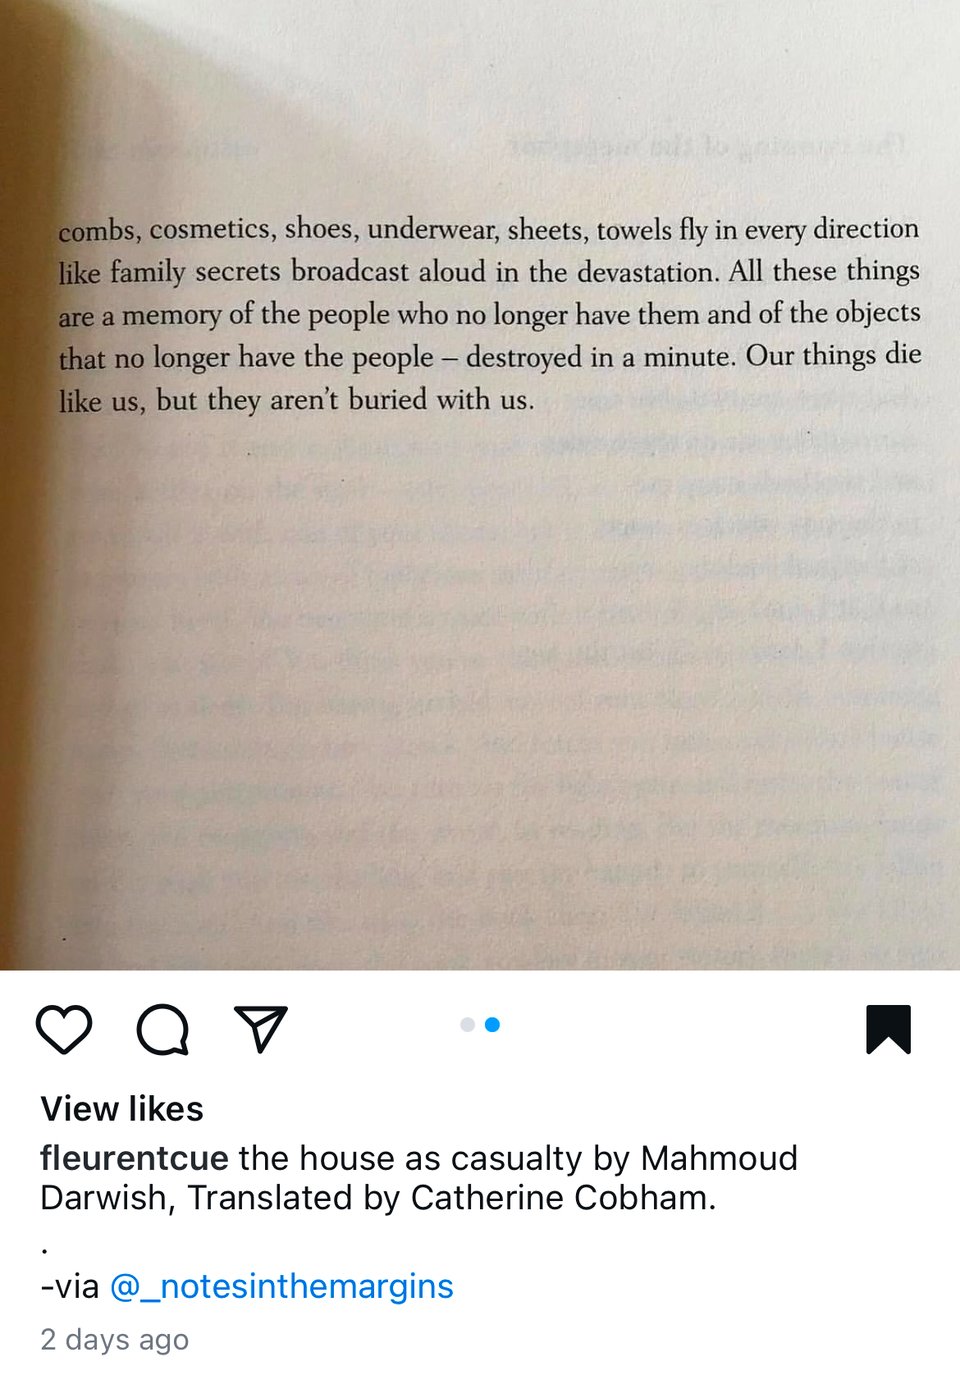 combs, cosmetics, shoes, underwear, sheets, towels fly in every direction
like family secrets broadcast aloud in the devastation. All these things
are a memory of the people who no longer have them and of the objects
that no longer have the people – destroyed in a minute. Our things die
like us, but they aren't buried with us.
View likes
fleurentcue the house as casualty by Mahmoud
Darwish, Translated by Catherine Cobham.
.
-via @_notesinthemargins
2 days ago